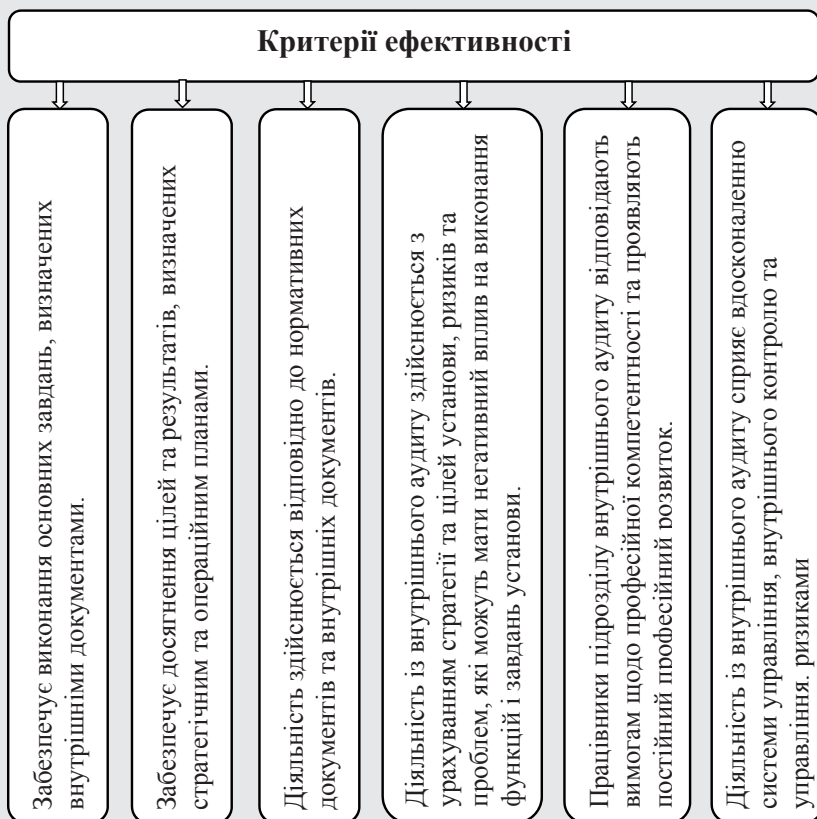 Критерії ефективності
Забезпечує виконання основних завдань, визначених
внутрішніми документами.
Забезпечує досягнення цілей та результатів, визначених
стратегічним та операційним планами.
Діяльність здійснюється відповідно до нормативних
документів та внутрішніх документів.
Діяльність із внутрішнього аудиту здійснюється з
урахуванням стратегії та цілей установи, ризиків та
проблем, які можуть мати негативний вплив на виконання
функцій і завдань установи.
Працівники підрозділу внутрішнього аудиту відповідають
вимогам щодо професійної компетентності та проявляють
постійний професійний розвиток.
Діяльність із внутрішнього аудиту сприяє вдосконаленню
системи управління, внутрішнього контролю та
управління. ризиками